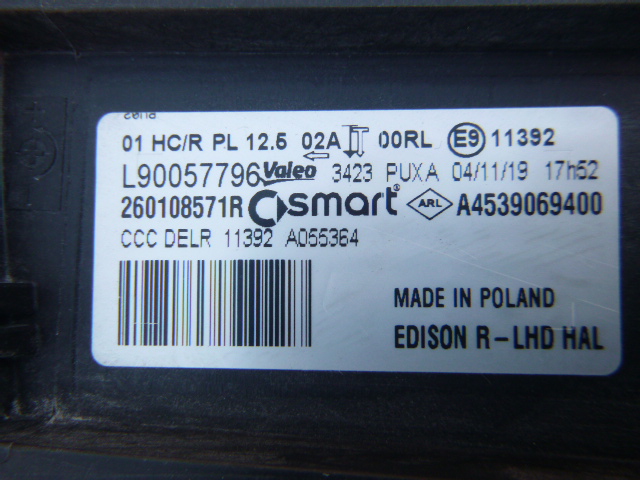 01 HC/R PL 12.5 02A 00RL E9 11392
L90057796 Valeo 3423 PUXA 04/11/19 17h52
260108571R smart® ARL A4539069400
CCC DELR 11392 A055364
MADE IN POLAND
EDISON R-LHD HAL